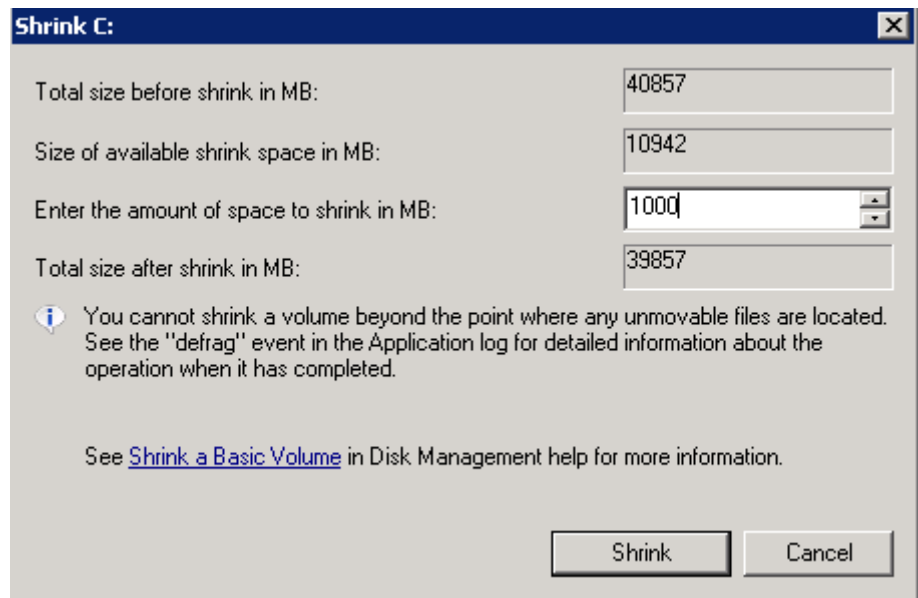 Shrink C:
Total size before shrink in MB: 40857
Size of available shrink space in MB: 10942
Enter the amount of space to shrink in MB: 1000
Total size after shrink in MB: 39857
You cannot shrink a volume beyond the point where any unmovable files are located.
See the "defrag" event in the Application log for detailed information about the
operation when it has completed.
See Shrink a Basic Volume in Disk Management help for more information.
Shrink Cancel